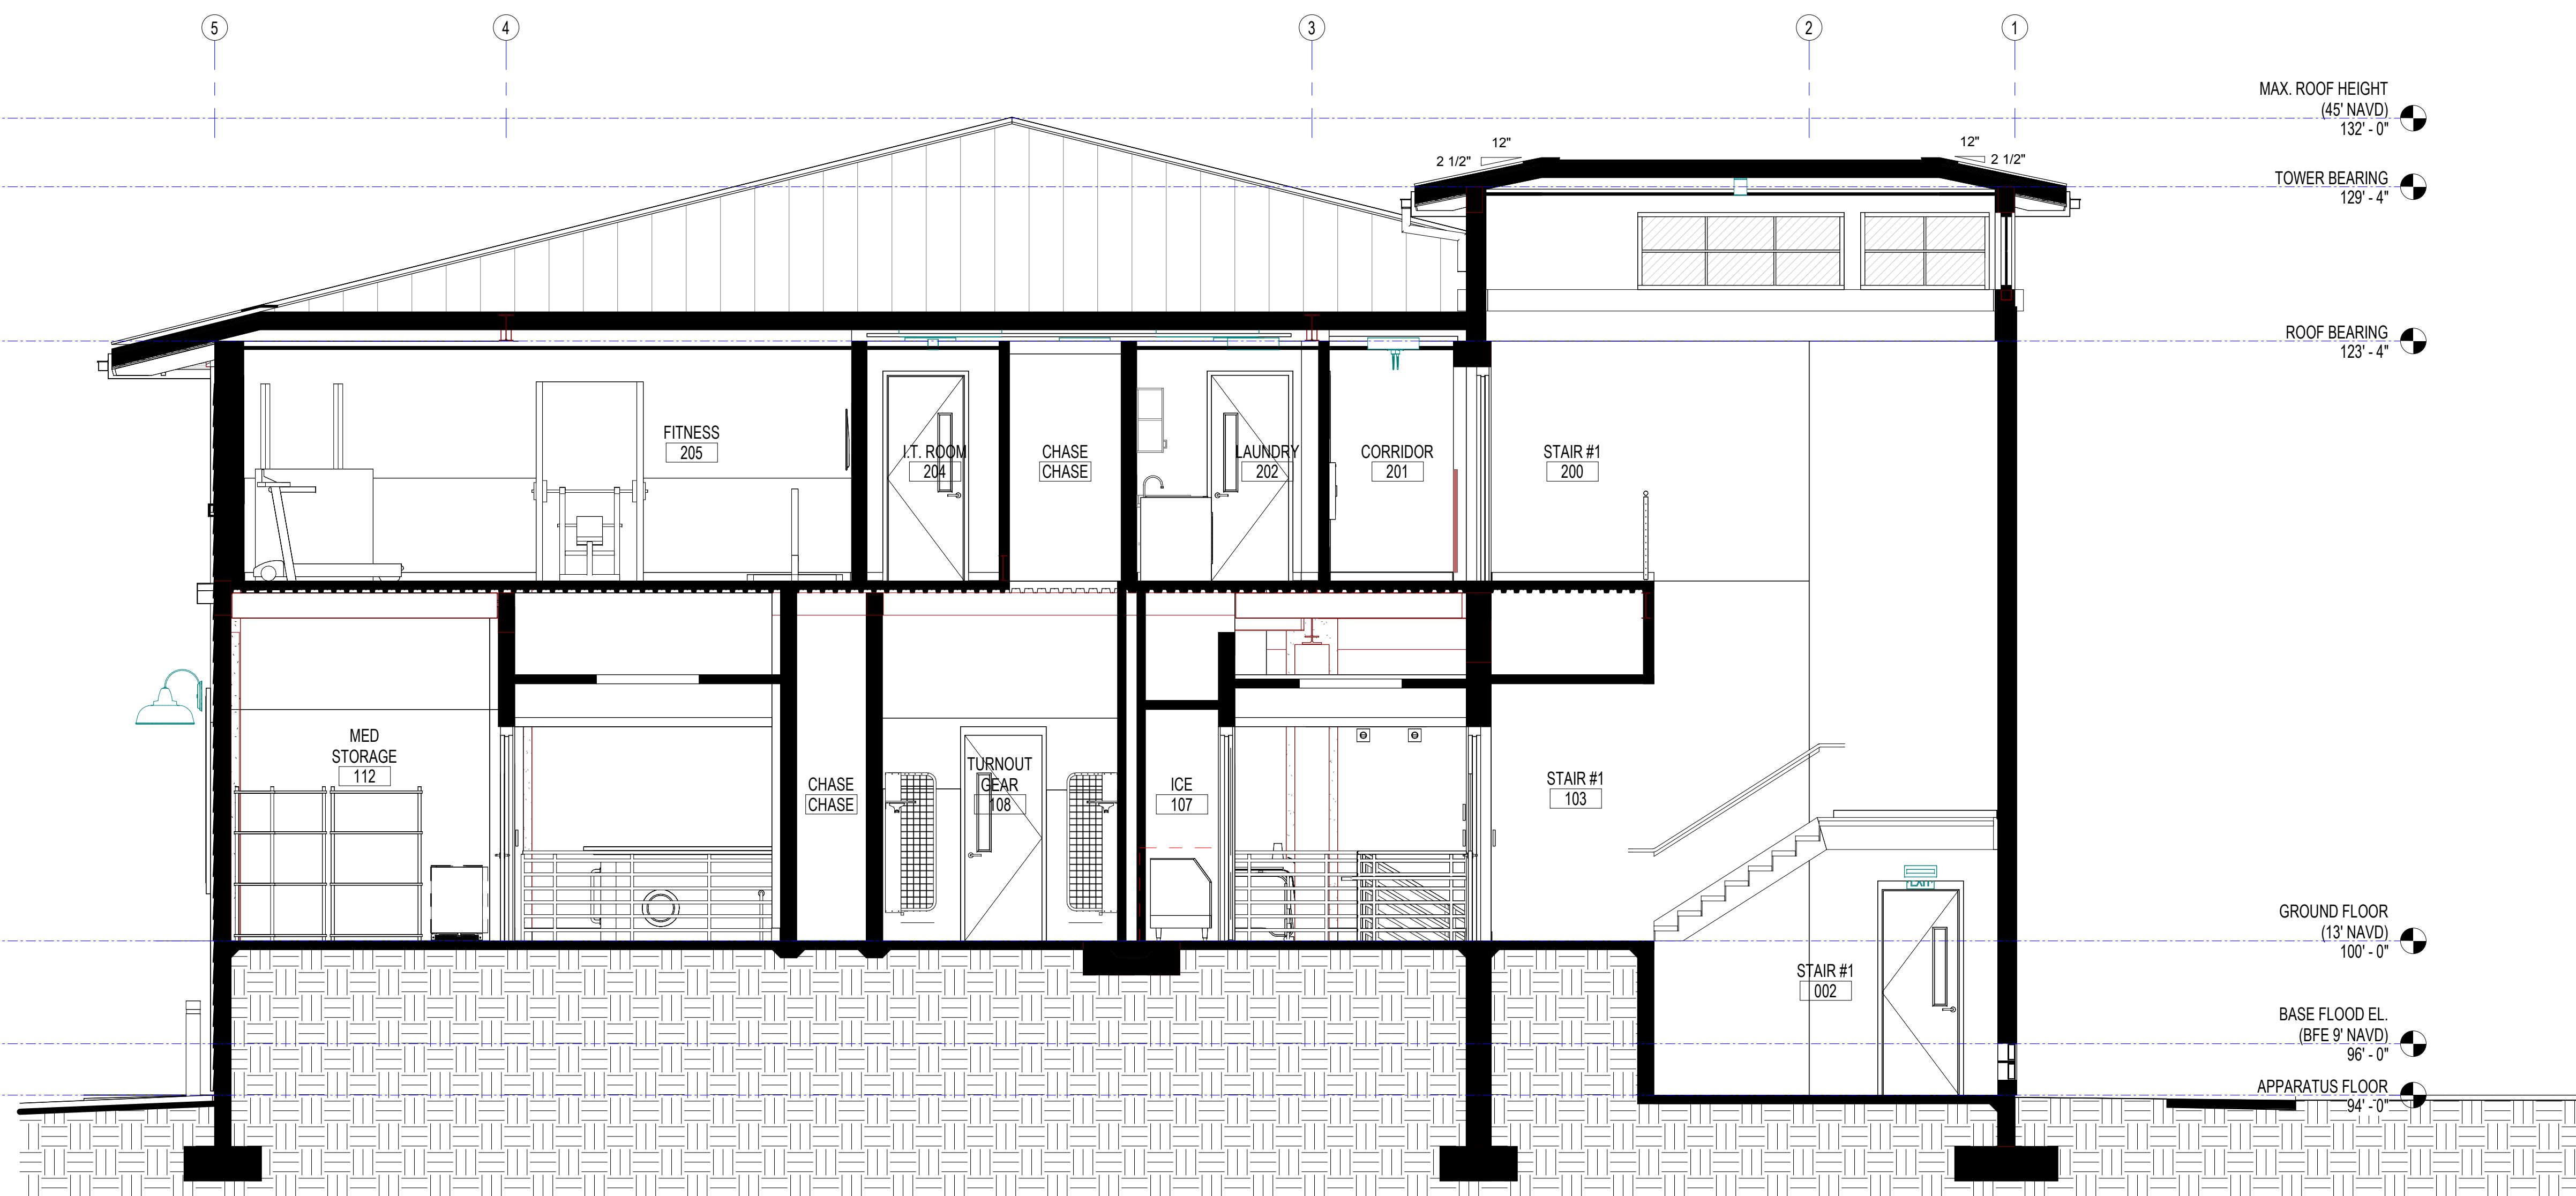 5
4
3
2
1
MAX. ROOF HEIGHT
(45' NAVD)
132' - 0"
12"
2 1/2"
12"
2 1/2"
TOWER BEARING
129' - 4"
ROOF BEARING
123' - 4"
FITNESS
205
I.T. ROOM
204
CHASE
CHASE
LAUNDRY
202
CORRIDOR
201
STAIR #1
200
MED
STORAGE
112
CHASE
CHASE
TURNOUT
GEAR
108
ICE
107
STAIR #1
103
EXIT
GROUND FLOOR
(13' NAVD)
100' - 0"
STAIR #1
002
BASE FLOOD EL.
(BFE 9' NAVD)
96' - 0"
APPARATUS FLOOR
94' - 0"